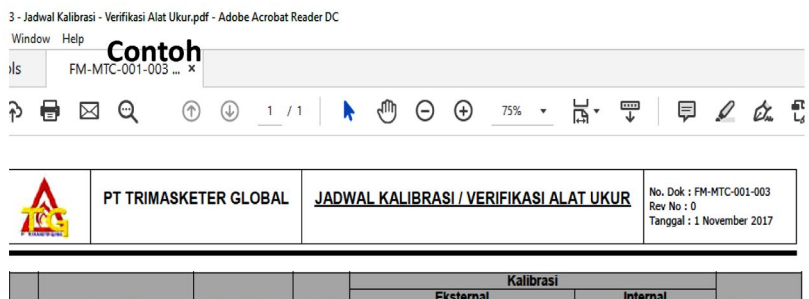 3 - Jadwal Kalibrasi - Verifikasi Alat Ukur.pdf - Adobe Acrobat Reader DC
Window Help
Contoh
ols FM-MTC-001-003 ... ×
1 / 1 75%
PT TRIMASKETER GLOBAL JADWAL KALIBRASI / VERIFIKASI ALAT UKUR
No. Dok : FM-MTC-001-003
Rev No : 0
Tanggal : 1 November 2017
TCG
Kalibrasi
Eksternal Internal